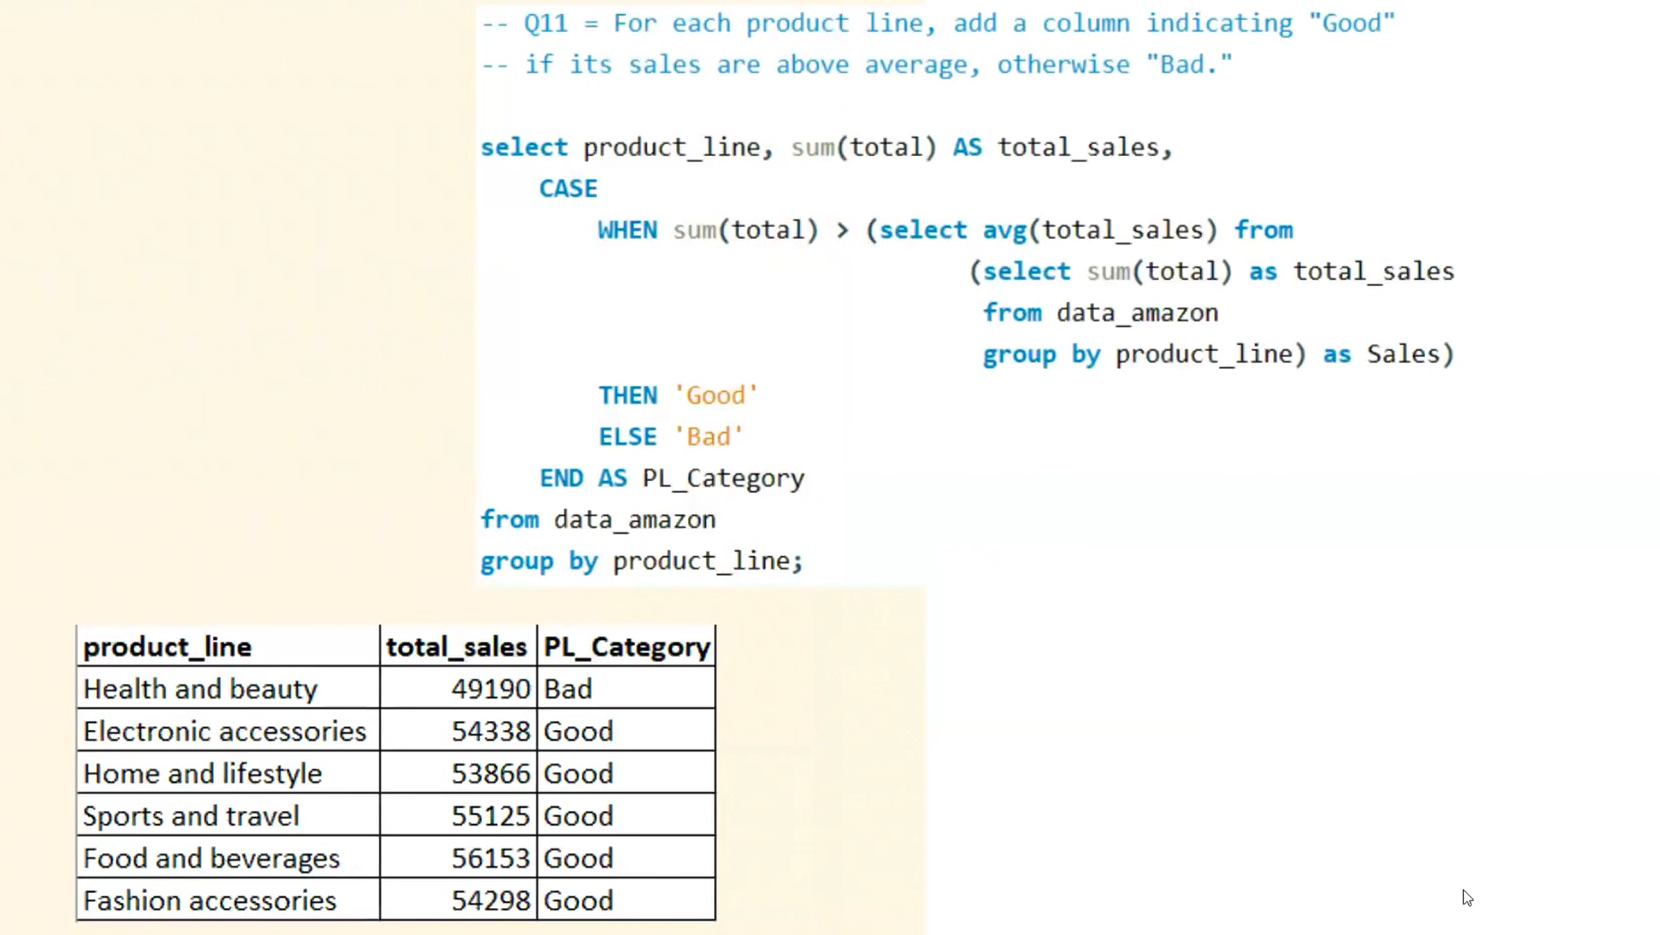 -- Q11 = For each product line, add a column indicating "Good"
-- if its sales are above average, otherwise "Bad."
select product_line, sum(total) AS total_sales,
CASE
WHEN sum(total) > (select avg(total_sales) from
(select sum(total) as total_sales
from data_amazon
group by product_line) as Sales)
THEN 'Good'
ELSE 'Bad'
END AS PL_Category
from data_amazon
group by product_line;
product_line total_sales PL_Category
Health and beauty 49190 Bad
Electronic accessories 54338 Good
Home and lifestyle 53866 Good
Sports and travel 55125 Good
Food and beverages 56153 Good
Fashion accessories 54298 Good